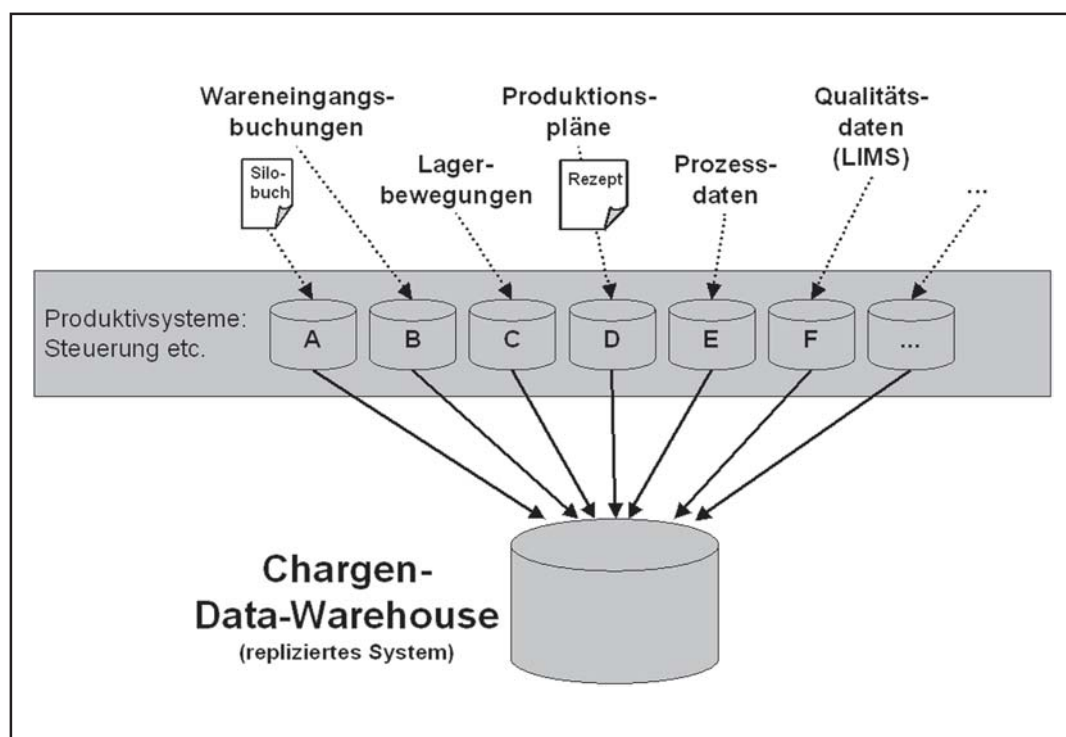 Wareneingangs-
buchungen
Silo-
buch
Lager-
bewegungen
Produktions-
pläne
Rezept
Prozess-
daten
Qualitäts-
daten
(LIMS)
...
Produktivsysteme:
Steuerung etc.
A
B
C
D
E
F
...
Chargen-
Data-Warehouse
(repliziertes System)